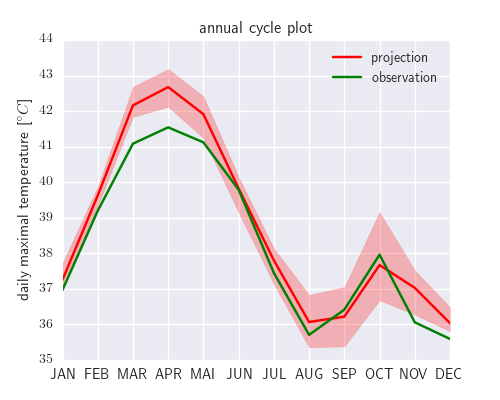 annual cycle plot
projection
observation
daily maximal temperature [°C]
44
43
42
41
40
39
38
37
36
35
JAN FEB MAR APR MAI JUN JUL AUG SEP OCT NOV DEC